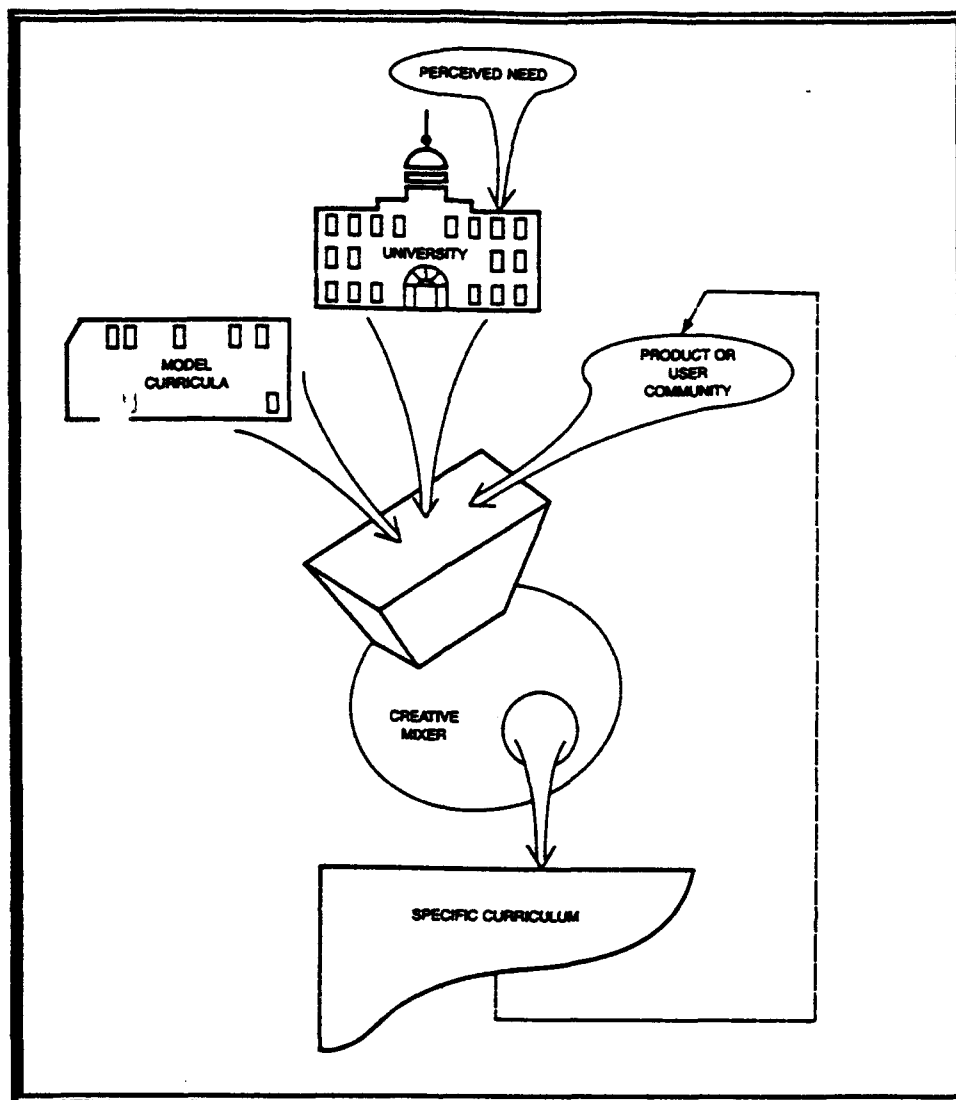 PERCEIVED NEED
UNIVERSITY
MODEL
CURRICULA
PRODUCT OR
USER
COMMUNITY
CREATIVE
MIXER
SPECIFIC CURRICULUM